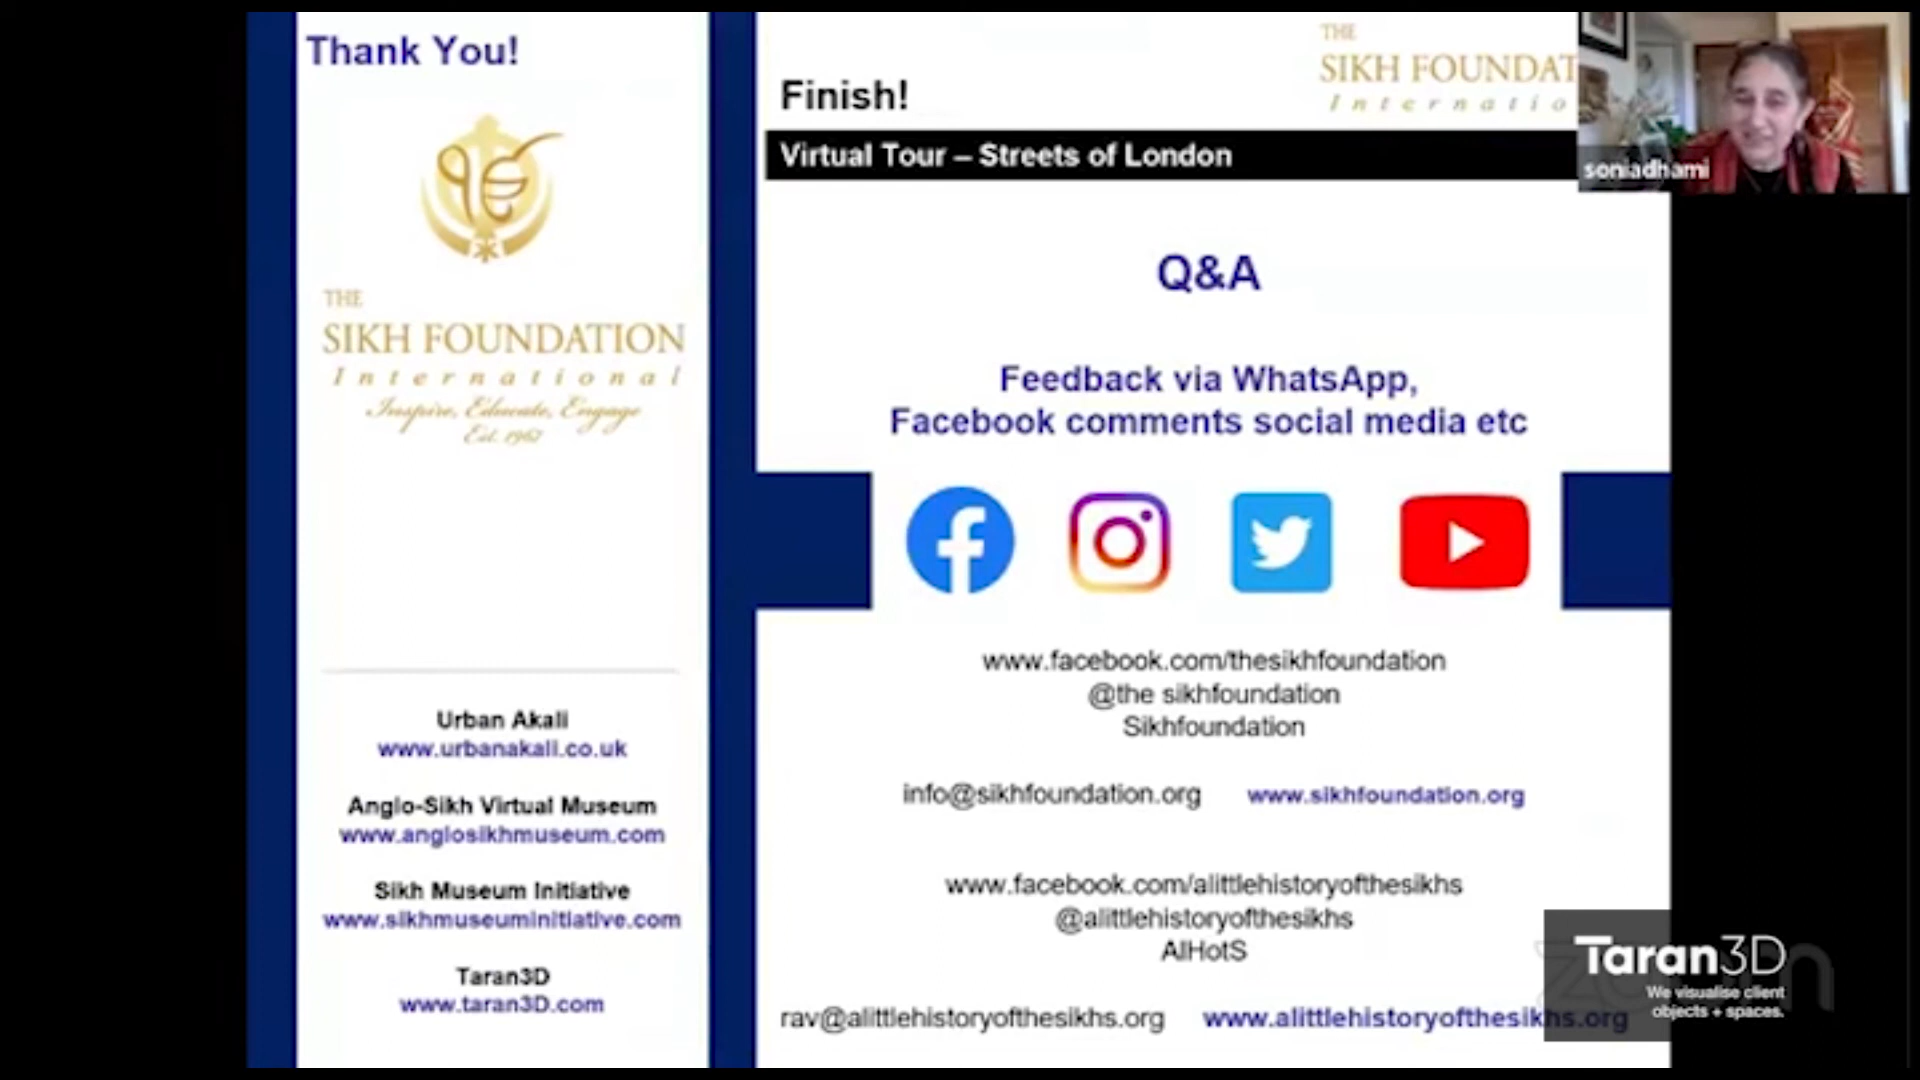 Thank You!
ੴ
THE
SIKH FOUNDATION
International
Inspire, Educate, Engage
Est. 1967
Urban Akali
www.urbanakali.co.uk
Anglo-Sikh Virtual Museum
www.anglosikhmuseum.com
Sikh Museum Initiative
www.sikhmuseuminitiative.com
Taran3D
www.taran3D.com
THE
SIKH FOUNDAT
Internatio
Finish!
Virtual Tour – Streets of London
Q&A
Feedback via WhatsApp,
Facebook comments social media etc
www.facebook.com/thesikhfoundation
@the sikhfoundation
Sikhfoundation
info@sikhfoundation.org www.sikhfoundation.org
www.facebook.com/alittlehistoryofthesikhs
@alittlehistoryofthesikhs
AlHotS
rav@alittlehistoryofthesikhs.org www.alittlehistoryofthesikhs.org
soniadhami
zoom
Taran3D
We visualise client
objects + spaces.